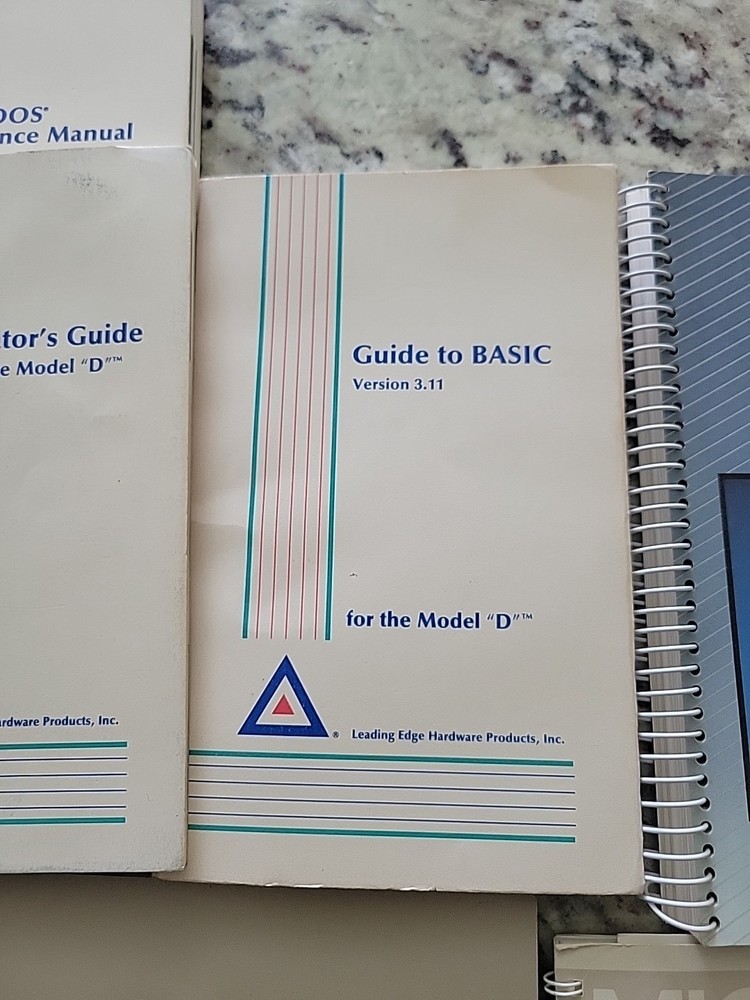 DOS®
nce Manual
tor's Guide
e Model "D"™
rdware Products, Inc.
Guide to BASIC
Version 3.11
for the Model "D"™
® Leading Edge Hardware Products, Inc.